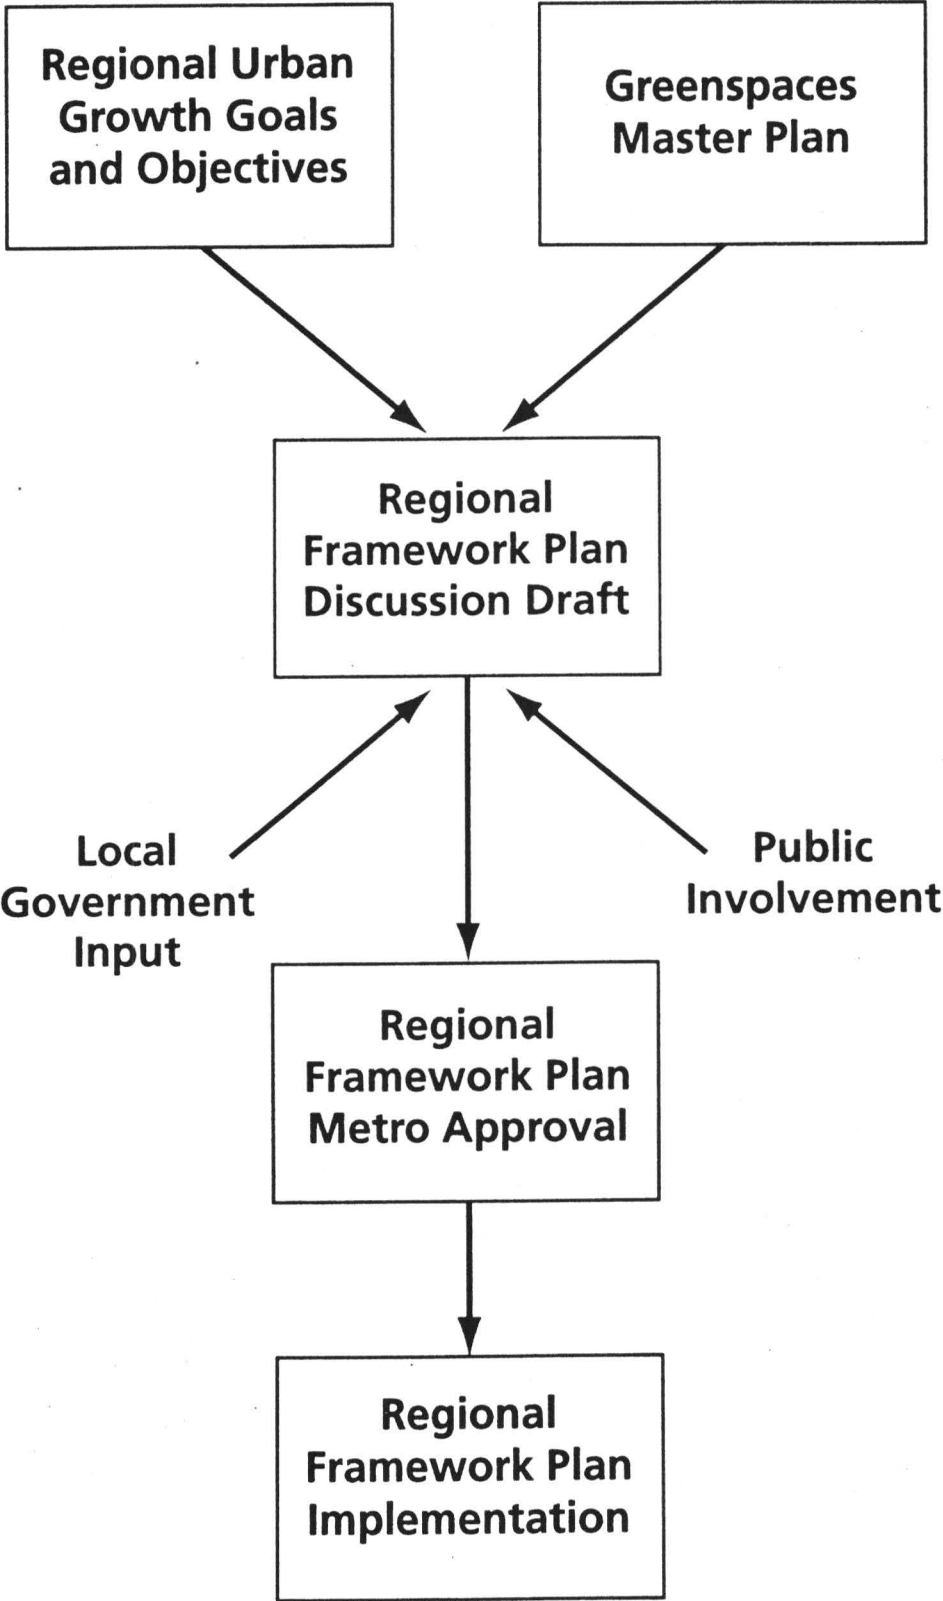 Regional Urban
Growth Goals
and Objectives
Greenspaces
Master Plan
Regional
Framework Plan
Discussion Draft
Local
Government
Input
Public
Involvement
Regional
Framework Plan
Metro Approval
Regional
Framework Plan
Implementation